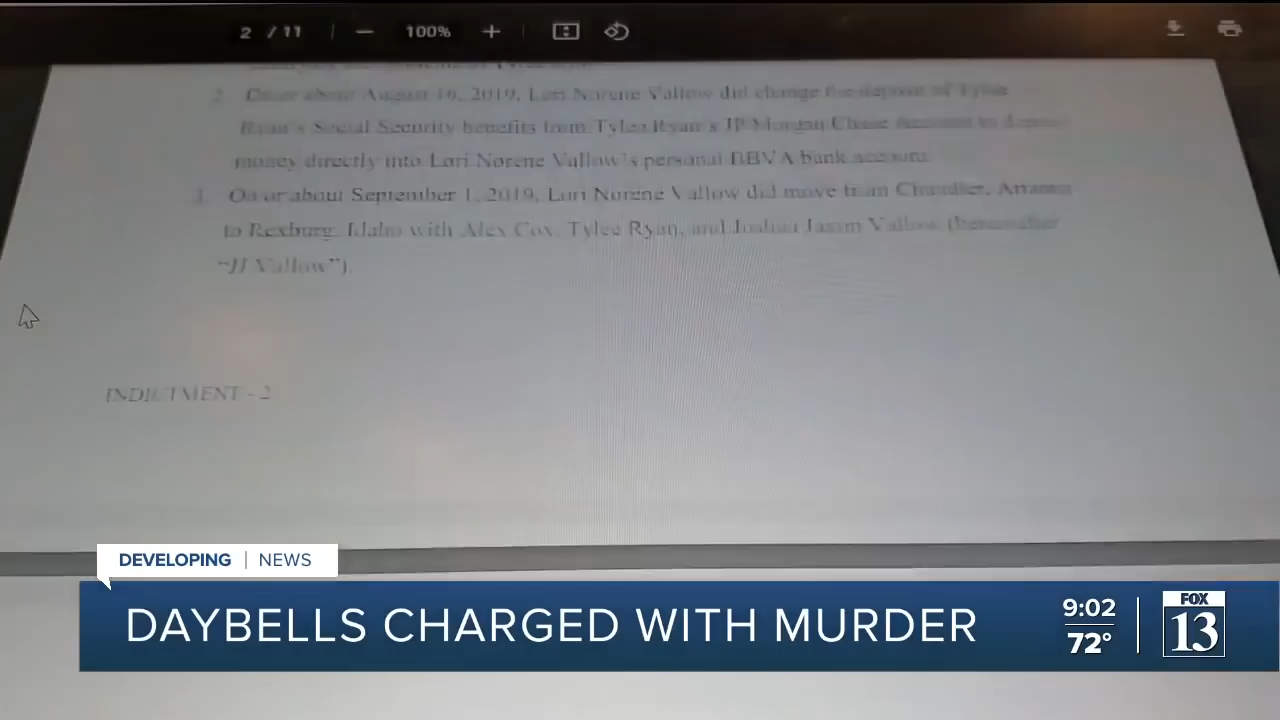 2 / 11 | — 100% + |
2. On or about August 16, 2019, Lori Norene Vallow did change the deposit of Tylee
Ryan's Social Security benefits from Tylee Ryan's JP Morgan Chase Account to deposit
money directly into Lori Norene Vallow's personal BBVA bank account.
3. On or about September 1, 2019, Lori Norene Vallow did move from Chandler, Arizona
to Rexburg, Idaho with Alex Cox, Tylee Ryan, and Joshua Jaxon Vallow (hereinafter
"JJ Vallow").
INDICTMENT - 2
DEVELOPING | NEWS
DAYBELLS CHARGED WITH MURDER
9:02
72°
FOX
13